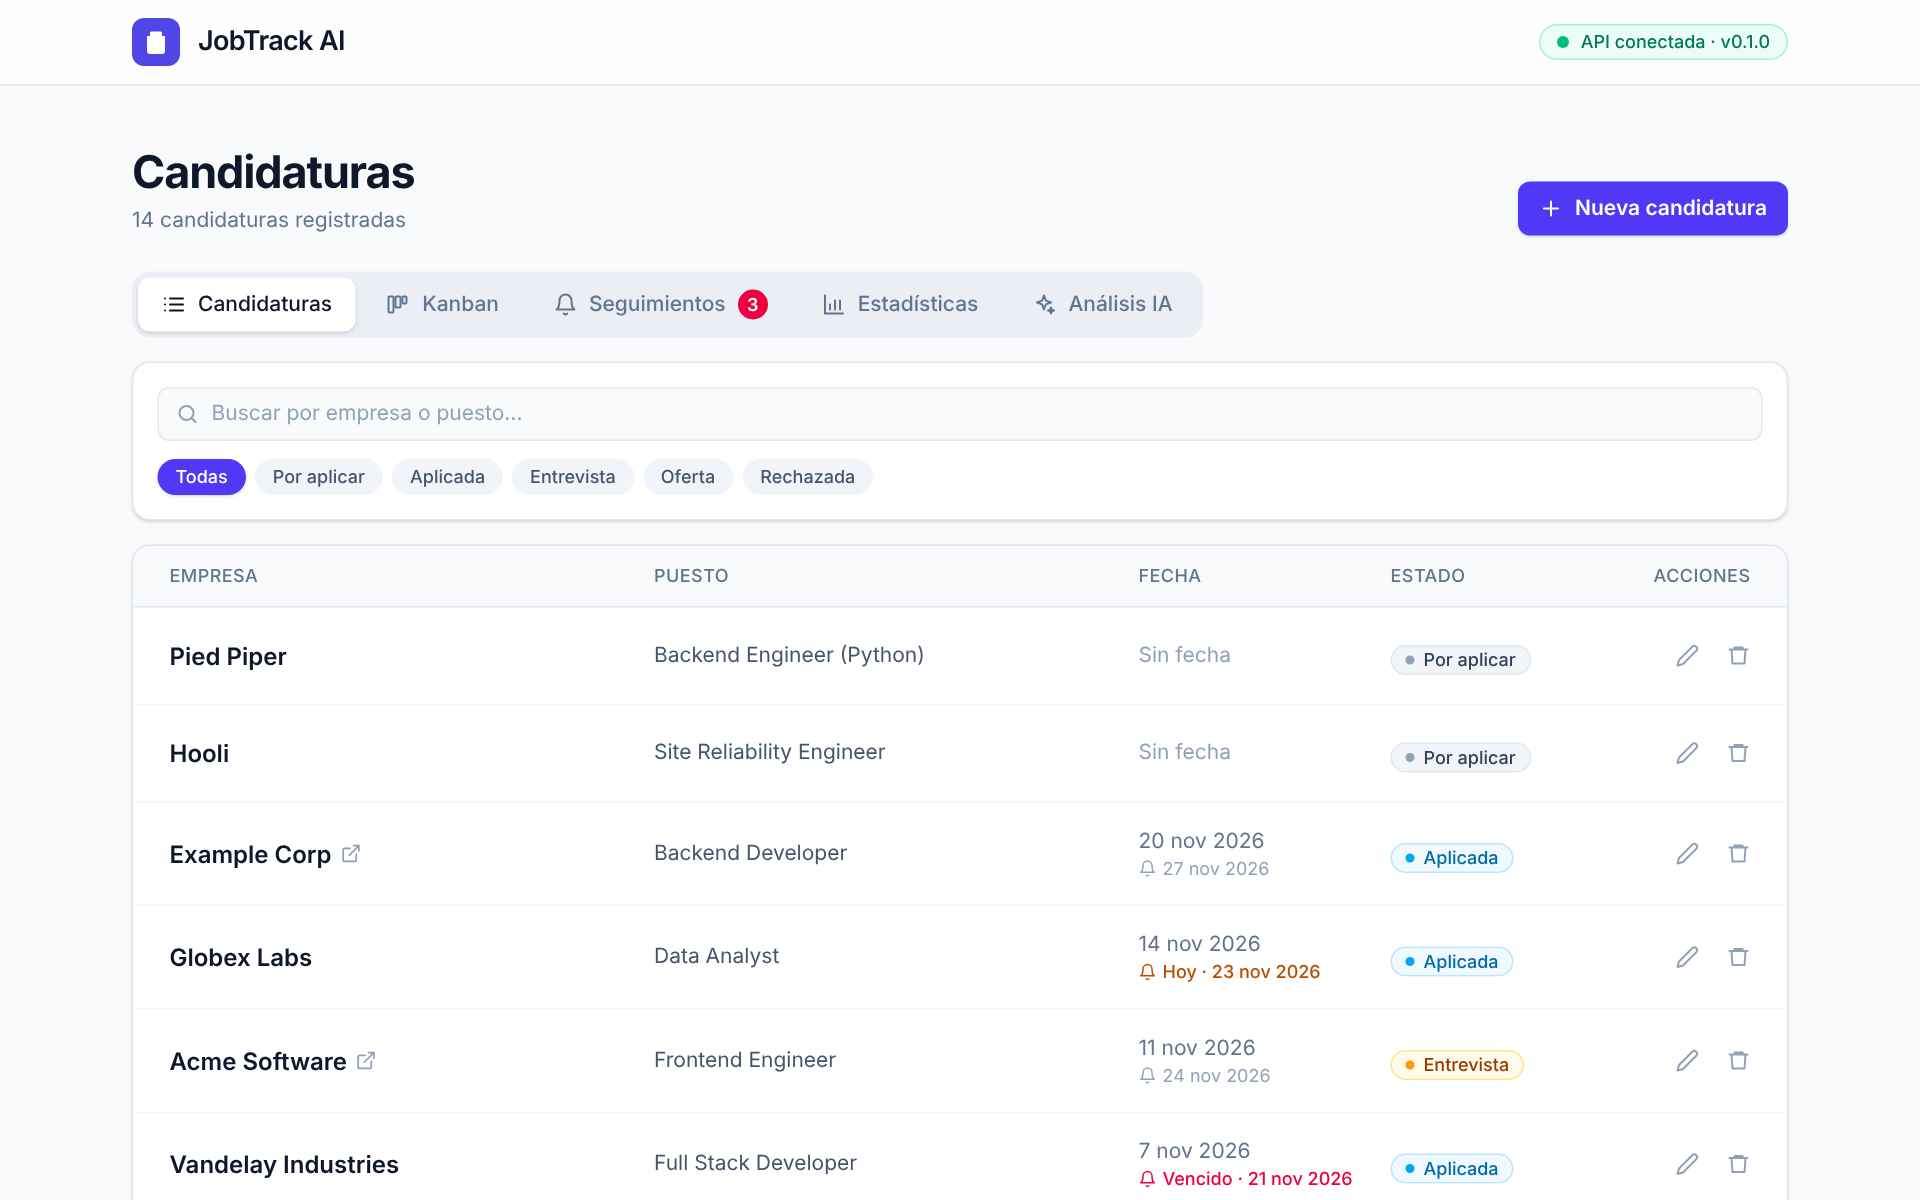 JobTrack AI
API conectada · v0.1.0
Candidaturas
14 candidaturas registradas
Nueva candidatura
Candidaturas
Kanban
Seguimientos 3
Estadísticas
Análisis IA
Buscar por empresa o puesto...
Todas
Por aplicar
Aplicada
Entrevista
Oferta
Rechazada
EMPRESA PUESTO FECHA ESTADO ACCIONES
Pied Piper Backend Engineer (Python) Sin fecha Por aplicar
Hooli Site Reliability Engineer Sin fecha Por aplicar
Example Corp Backend Developer 20 nov 2026 Aplicada
27 nov 2026
Globex Labs Data Analyst 14 nov 2026 Aplicada
Hoy · 23 nov 2026
Acme Software Frontend Engineer 11 nov 2026 Entrevista
24 nov 2026
Vandelay Industries Full Stack Developer 7 nov 2026 Aplicada
Vencido · 21 nov 2026